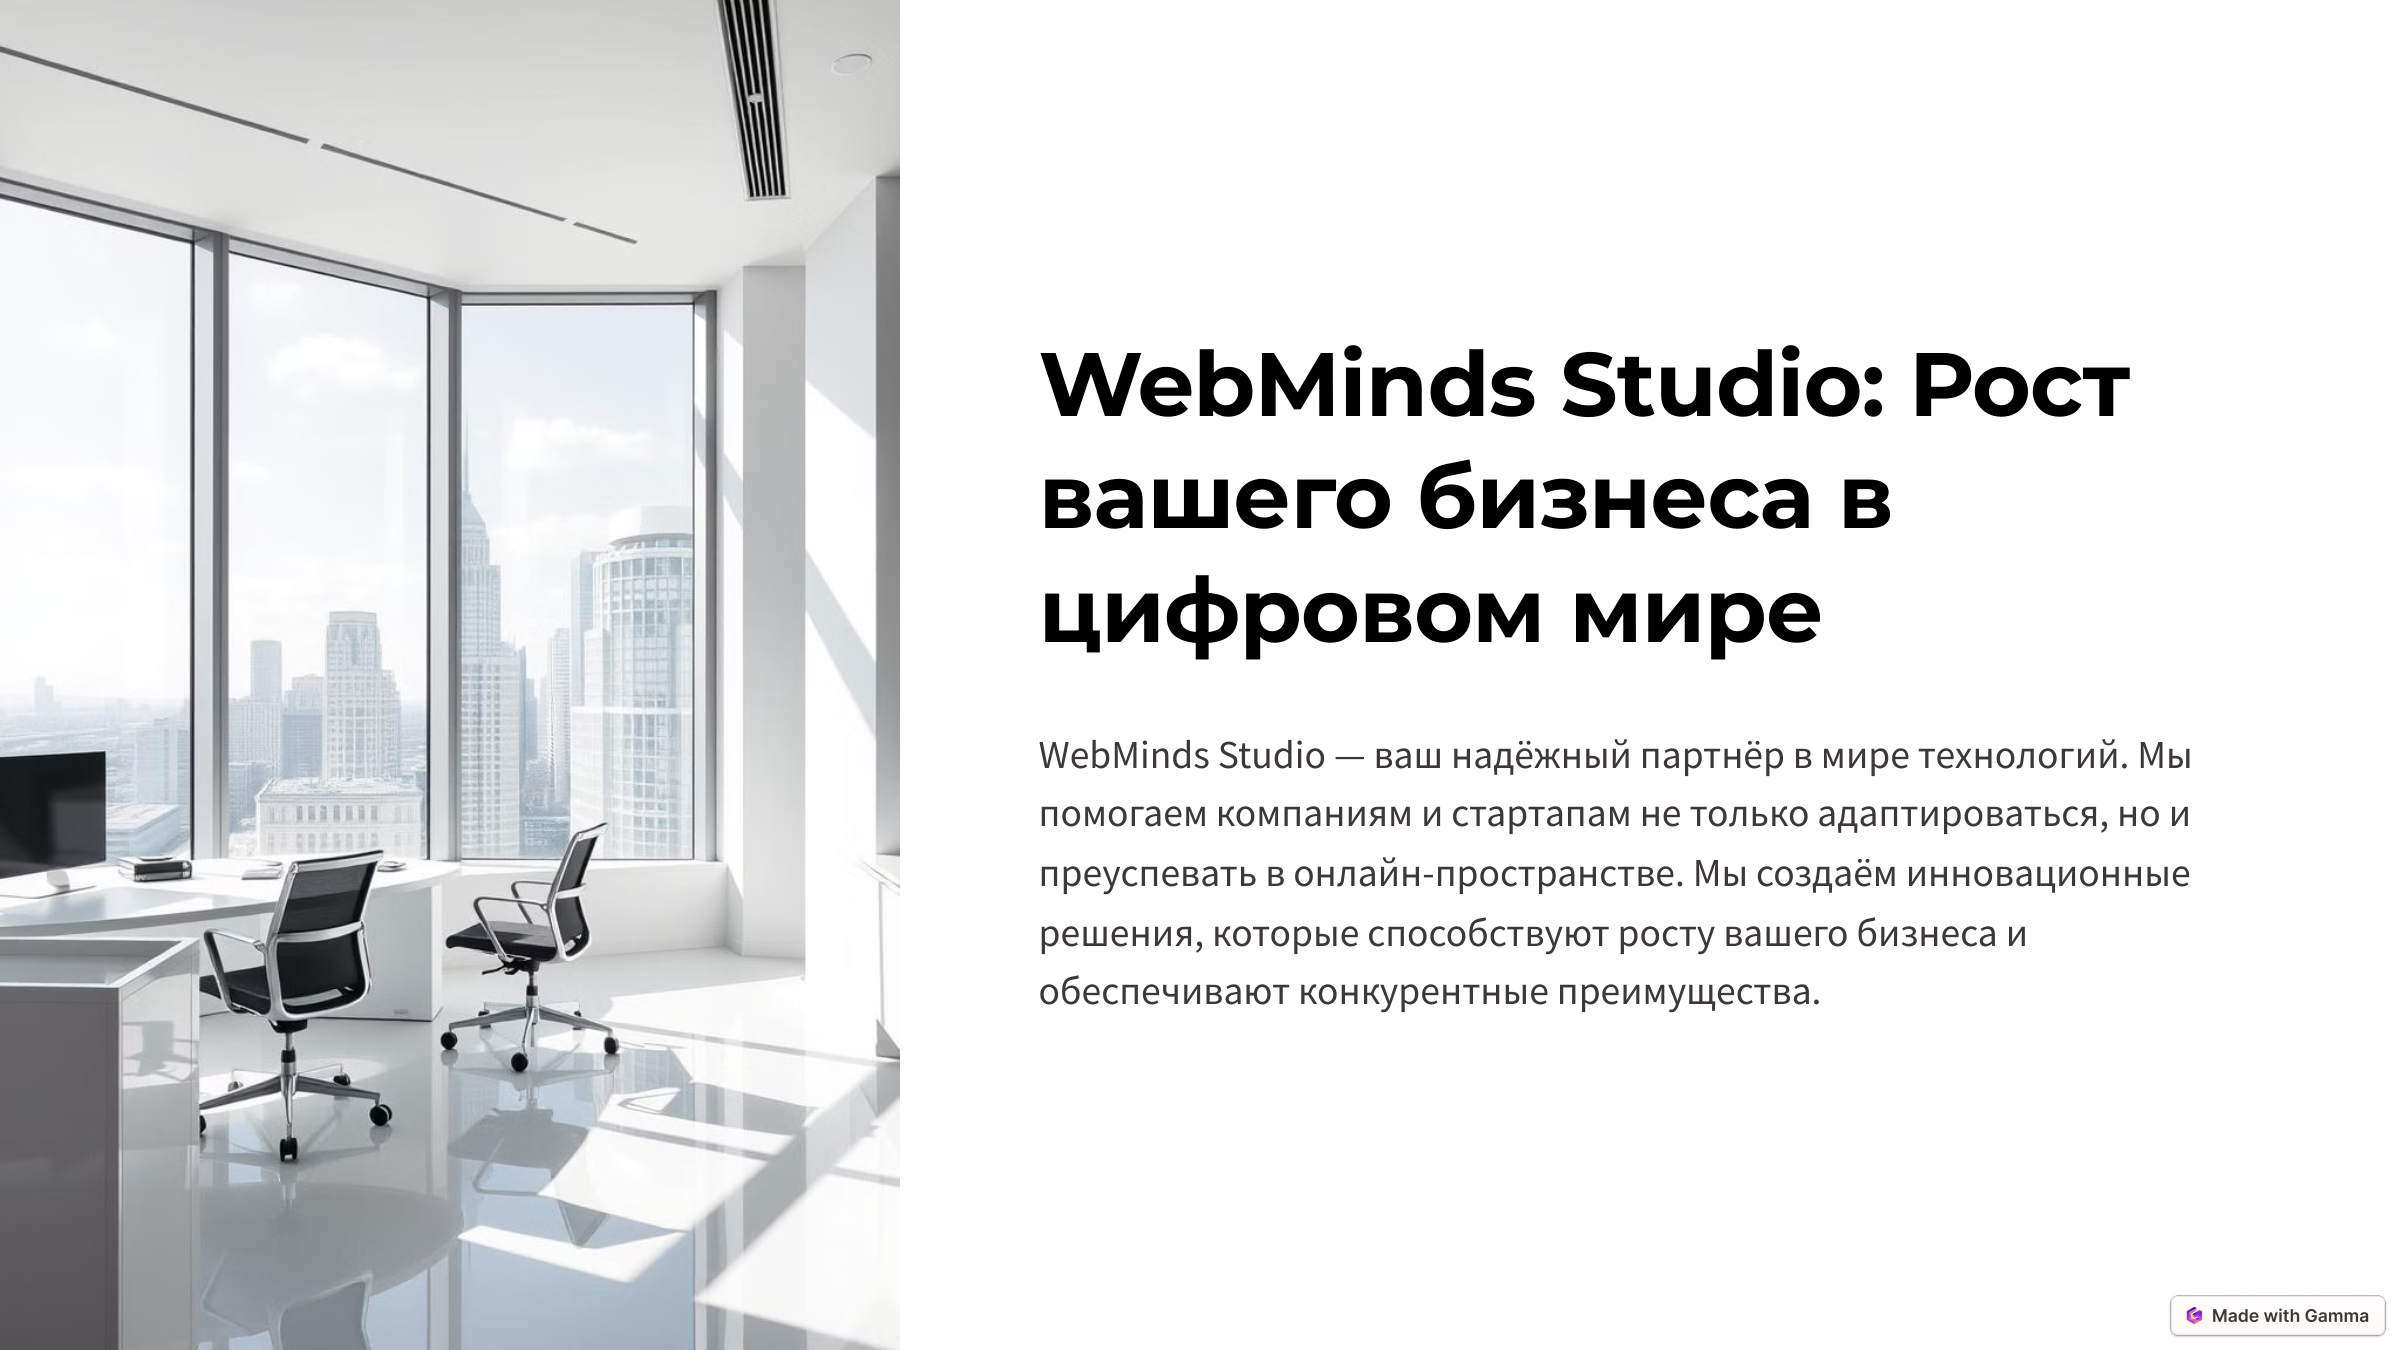 WebMinds Studio: Рост
вашего бизнеса в
цифровом мире
WebMinds Studio — ваш надёжный партнёр в мире технологий. Мы
помогаем компаниям и стартапам не только адаптироваться, но и
преуспевать в онлайн-пространстве. Мы создаём инновационные
решения, которые способствуют росту вашего бизнеса и
обеспечивают конкурентные преимущества.
Made with Gamma